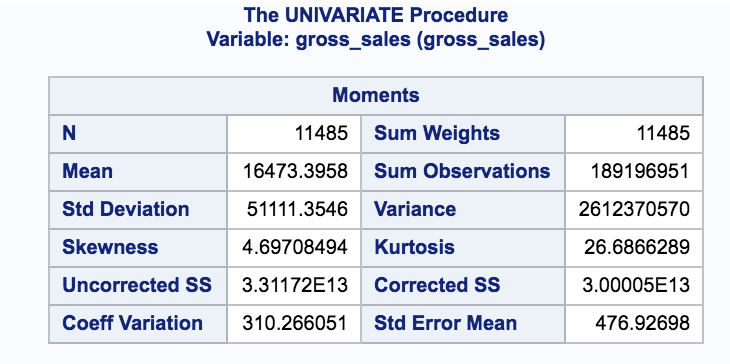 The UNIVARIATE Procedure
Variable: gross_sales (gross_sales)
Moments
N 11485 Sum Weights 11485
Mean 16473.3958 Sum Observations 189196951
Std Deviation 51111.3546 Variance 2612370570
Skewness 4.69708494 Kurtosis 26.6866289
Uncorrected SS 3.31172E13 Corrected SS 3.00005E13
Coeff Variation 310.266051 Std Error Mean 476.92698